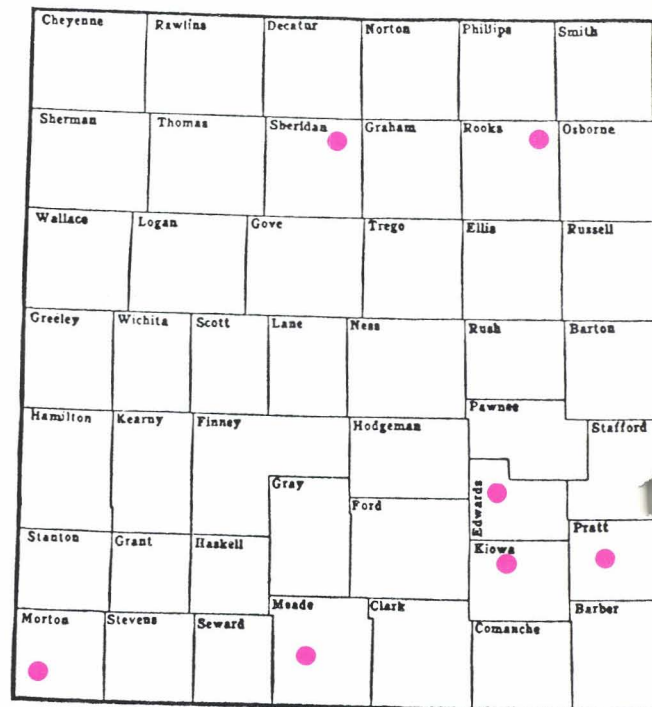 Cheyenne Rawlins Decatur Norton Phillips Smith
Sherman Thomas Sheridan Graham Rooks Osborne
Wallace Logan Gove Trego Ellis Russell
Greeley Wichita Scott Lane Ness Rush Barton
Pawnee
Hamilton Kearny Finney Hodgeman Stafford
Gray
Ford
Edwards
Stanton Grant Haskell Kiowa Pratt
Meade Clark Barber
Morton Stevens Seward Comanche